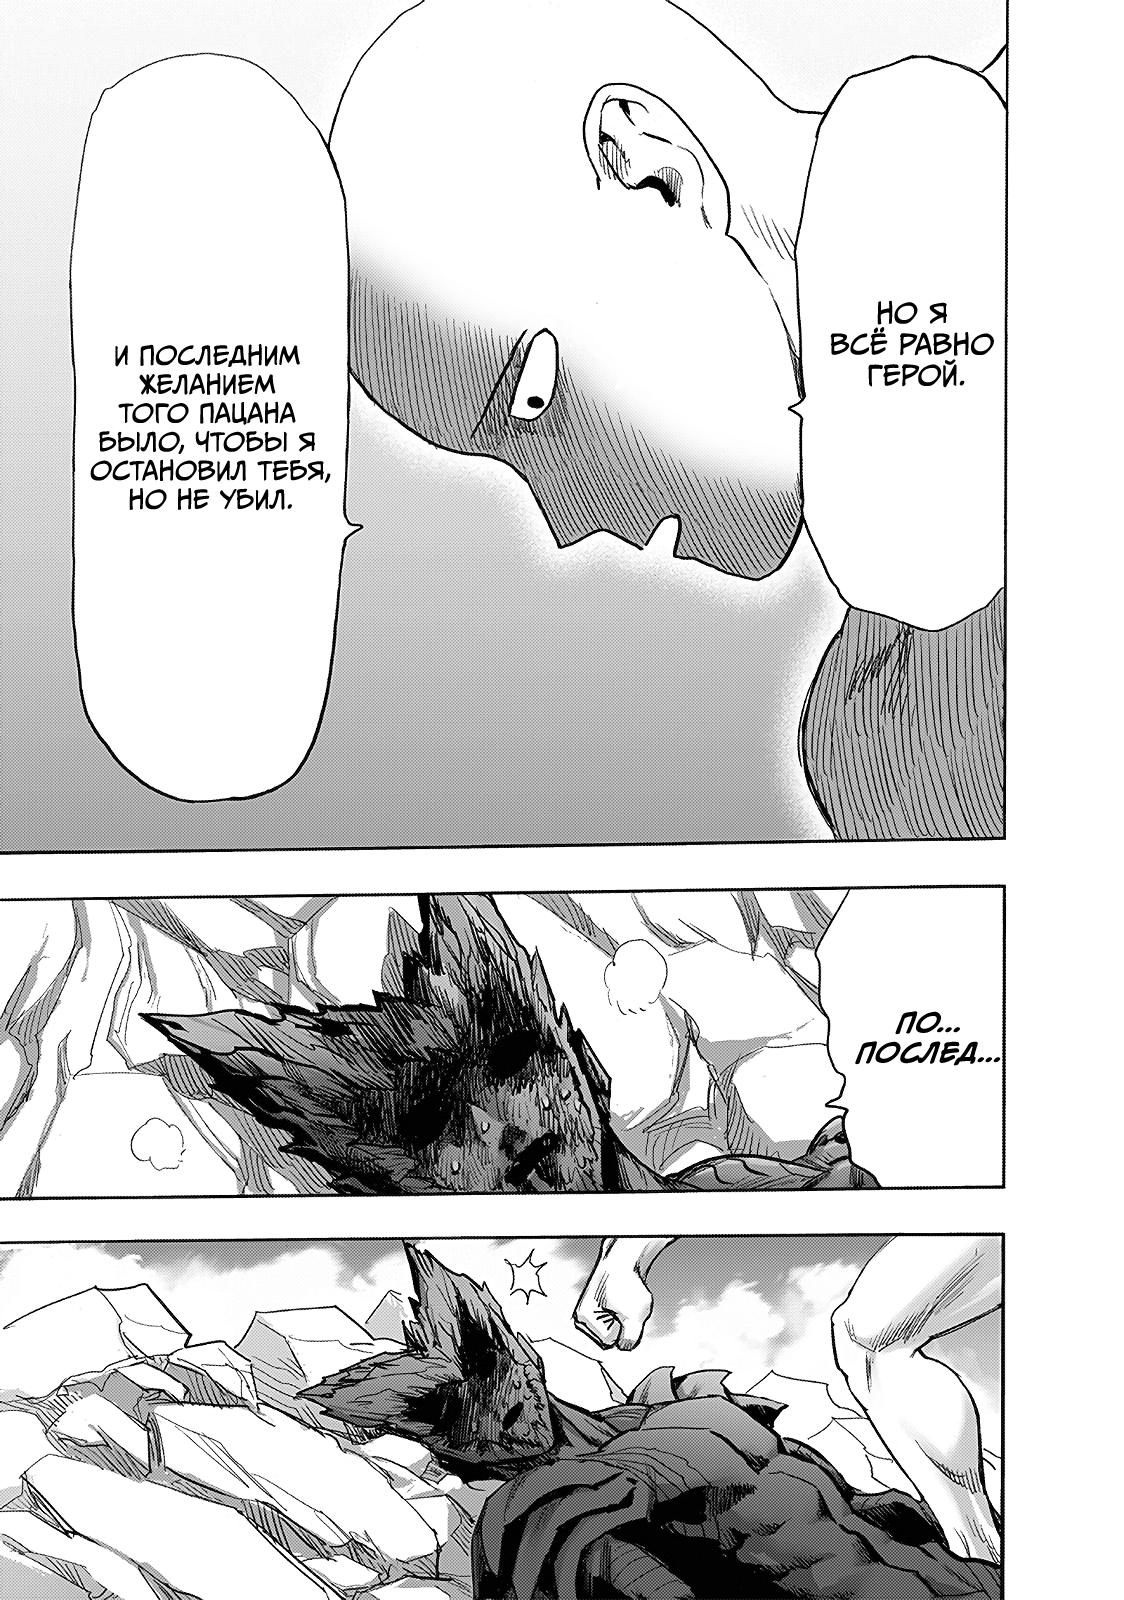 НО Я
ВСЁ РАВНО
ГЕРОЙ.
И ПОСЛЕДНИМ
ЖЕЛАНИЕМ
ТОГО ПАЦАНА
БЫЛО, ЧТОБЫ Я
ОСТАНОВИЛ ТЕБЯ,
НО НЕ УБИЛ.
ПО...
ПОСЛЕД...